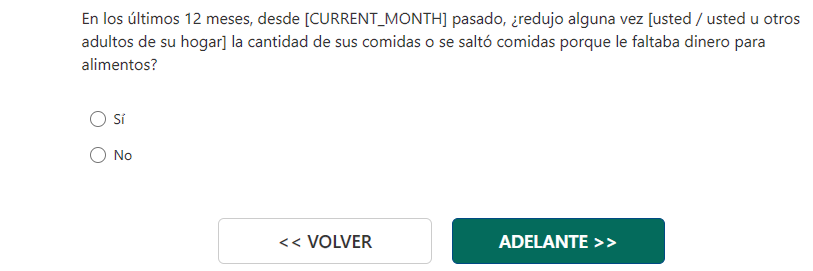 En los últimos 12 meses, desde [CURRENT_MONTH] pasado, ¿redujo alguna vez [usted / usted u otros
adultos de su hogar] la cantidad de sus comidas o se saltó comidas porque le faltaba dinero para
alimentos?
Sí
No
<< VOLVER
ADELANTE >>